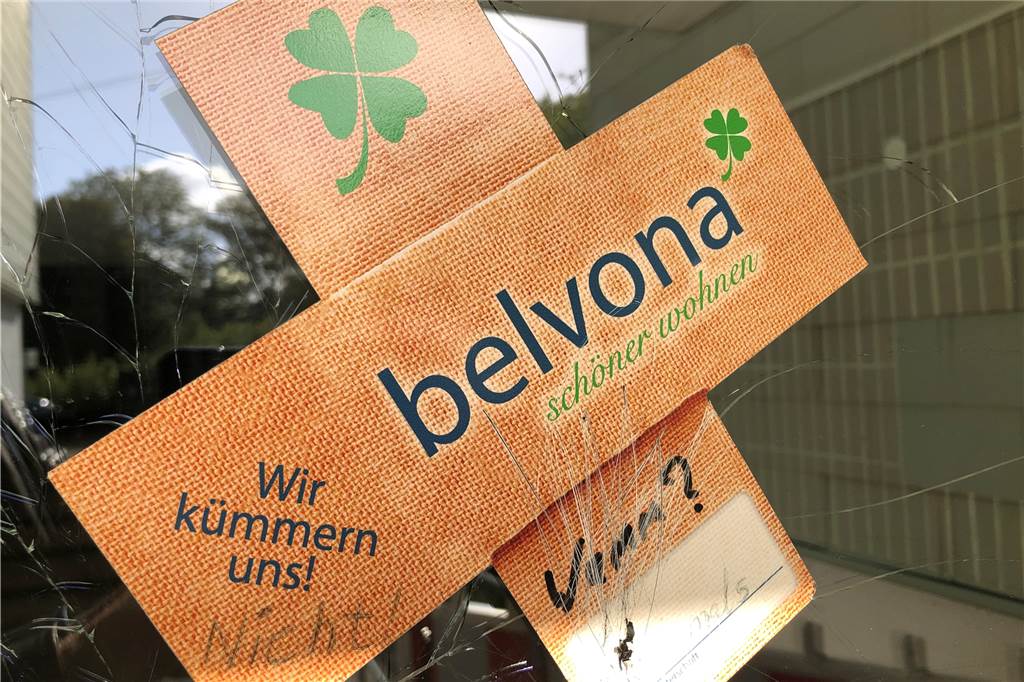 belvona
schöner wohnen
Wir
kümmern
uns!
Nicht!
Wann?